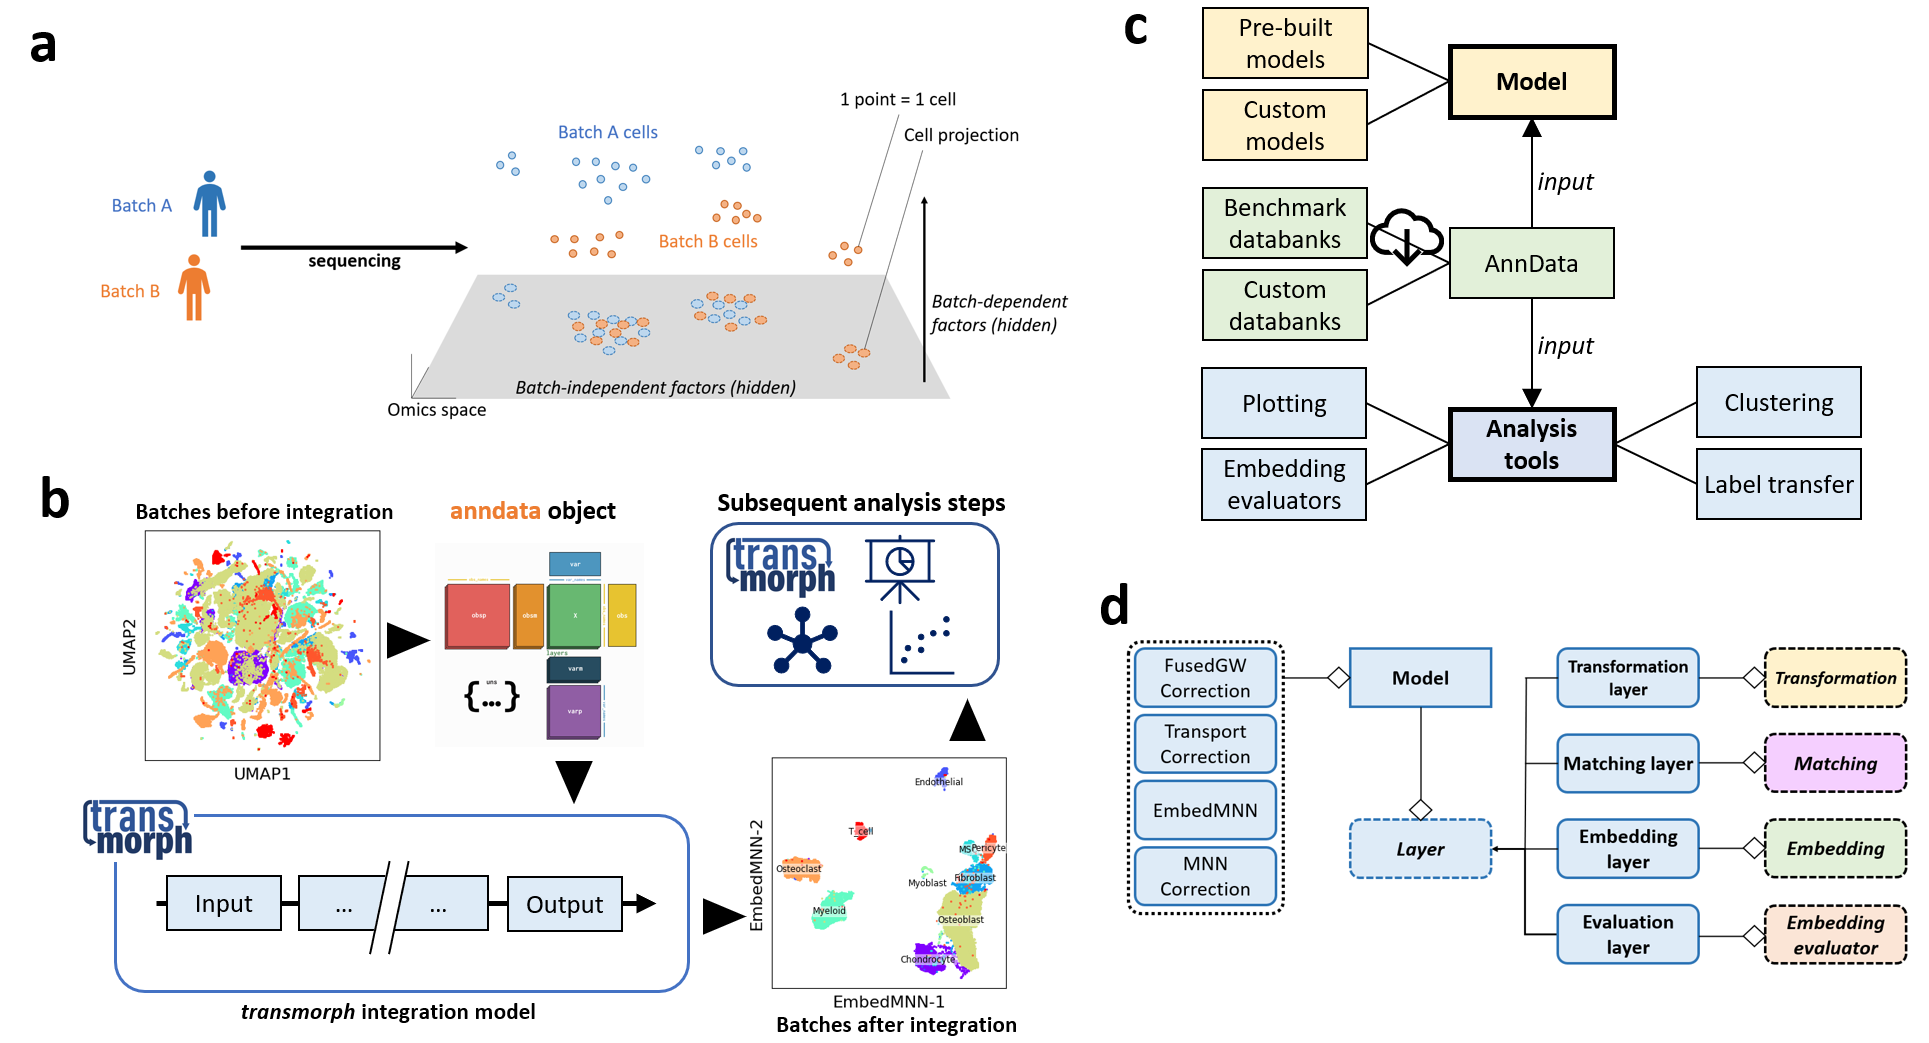 a
1 point = 1 cell
Cell projection
Batch A cells
Batch A
Batch B cells
sequencing
Batch B
Batch-dependent
factors (hidden)
Batch-independent factors (hidden)
Omics space
b
Batches before integration
UMAP2
UMAP1
anndata object
var
obsp
obsm
X
obs
layers
varm
uns
{...}
varp
Subsequent analysis steps
trans
morph
trans
morph
Input
...
...
Output
transmorph integration model
Endothelial
T_cell
Pericyte
Osteoclast
Fibroblast
Myoblast
Myeloid
Osteoblast
Chondrocyte
EmbedMNN-2
EmbedMNN-1
Batches after integration
c
Pre-built
models
Custom
models
Model
input
Benchmark
databanks
Custom
databanks
AnnData
input
Plotting
Embedding
evaluators
Analysis
tools
Clustering
Label transfer
d
FusedGW
Correction
Transport
Correction
EmbedMNN
MNN
Correction
Model
Layer
Transformation
layer
Transformation
Matching layer
Matching
Embedding
layer
Embedding
Evaluation
layer
Embedding
evaluator